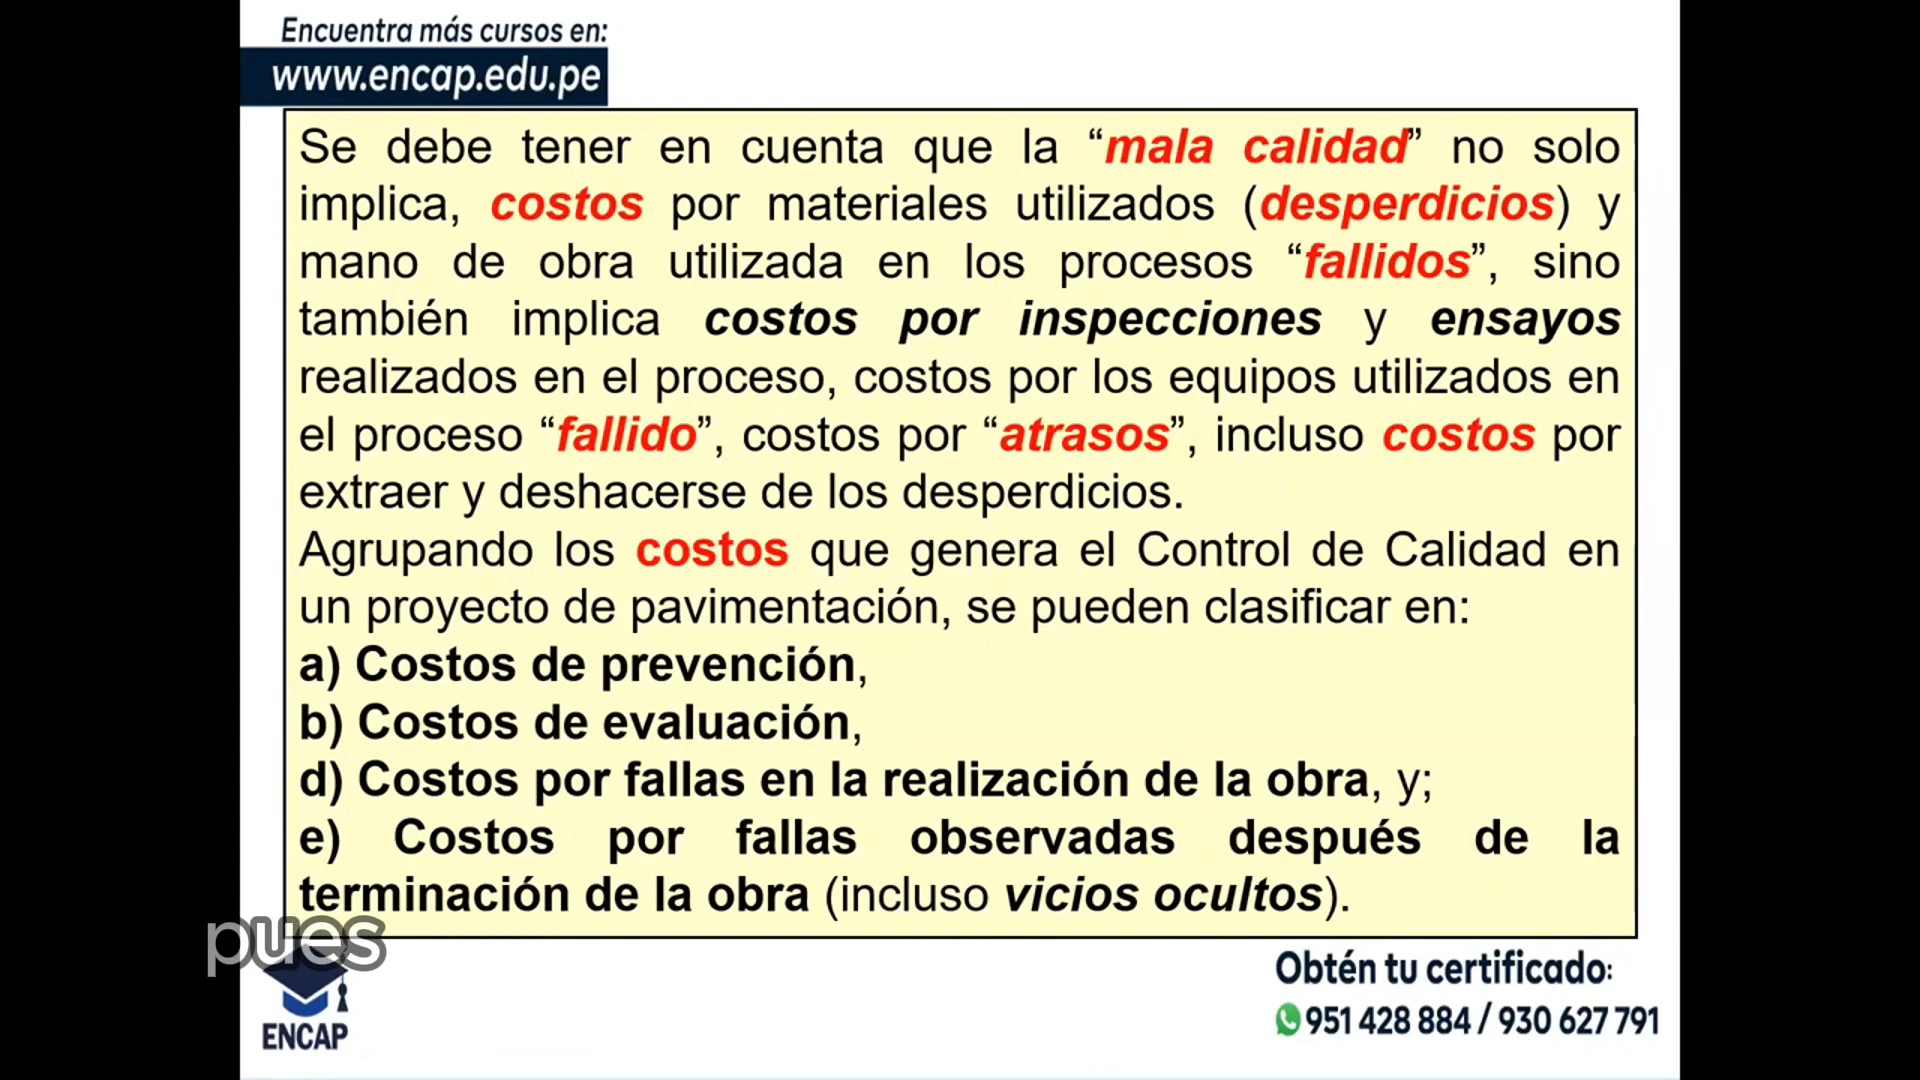 Encuentra más cursos en:
www.encap.edu.pe
Se debe tener en cuenta que la “mala calidad” no solo
implica, costos por materiales utilizados (desperdicios) y
mano de obra utilizada en los procesos “fallidos”, sino
también implica costos por inspecciones y ensayos
realizados en el proceso, costos por los equipos utilizados en
el proceso “fallido”, costos por “atrasos”, incluso costos por
extraer y deshacerse de los desperdicios.
Agrupando los costos que genera el Control de Calidad en
un proyecto de pavimentación, se pueden clasificar en:
a) Costos de prevención,
b) Costos de evaluación,
d) Costos por fallas en la realización de la obra, y;
e) Costos por fallas observadas después de la
terminación de la obra (incluso vicios ocultos).
pues
ENCAP
Obtén tu certificado:
951 428 884 / 930 627 791